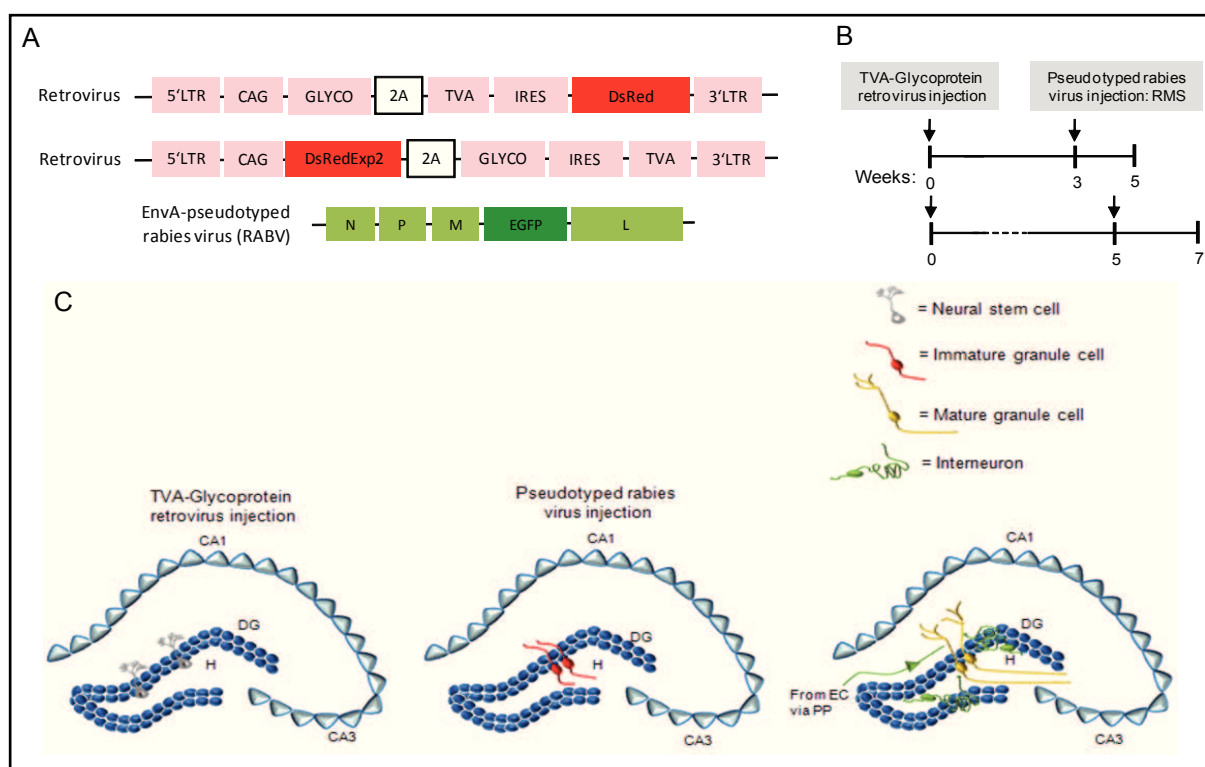 A
Retrovirus 5'LTR CAG GLYCO 2A TVA IRES DsRed 3'LTR
Retrovirus 5'LTR CAG DsRedExp2 2A GLYCO IRES TVA 3'LTR
EnvA-pseudotyped
rabies virus (RABV) N P M EGFP L
B
TVA-Glycoprotein
retrovirus injection
Pseudotyped rabies
virus injection: RMS
Weeks:
0 3 5
0 5 7
C
= Neural stem cell
= Immature granule cell
= Mature granule cell
= Interneuron
TVA-Glycoprotein
retrovirus injection
CA1
DG
H
CA3
Pseudotyped rabies
virus injection
CA1
DG
H
CA3
CA1
DG
H
From EC
via PP
CA3